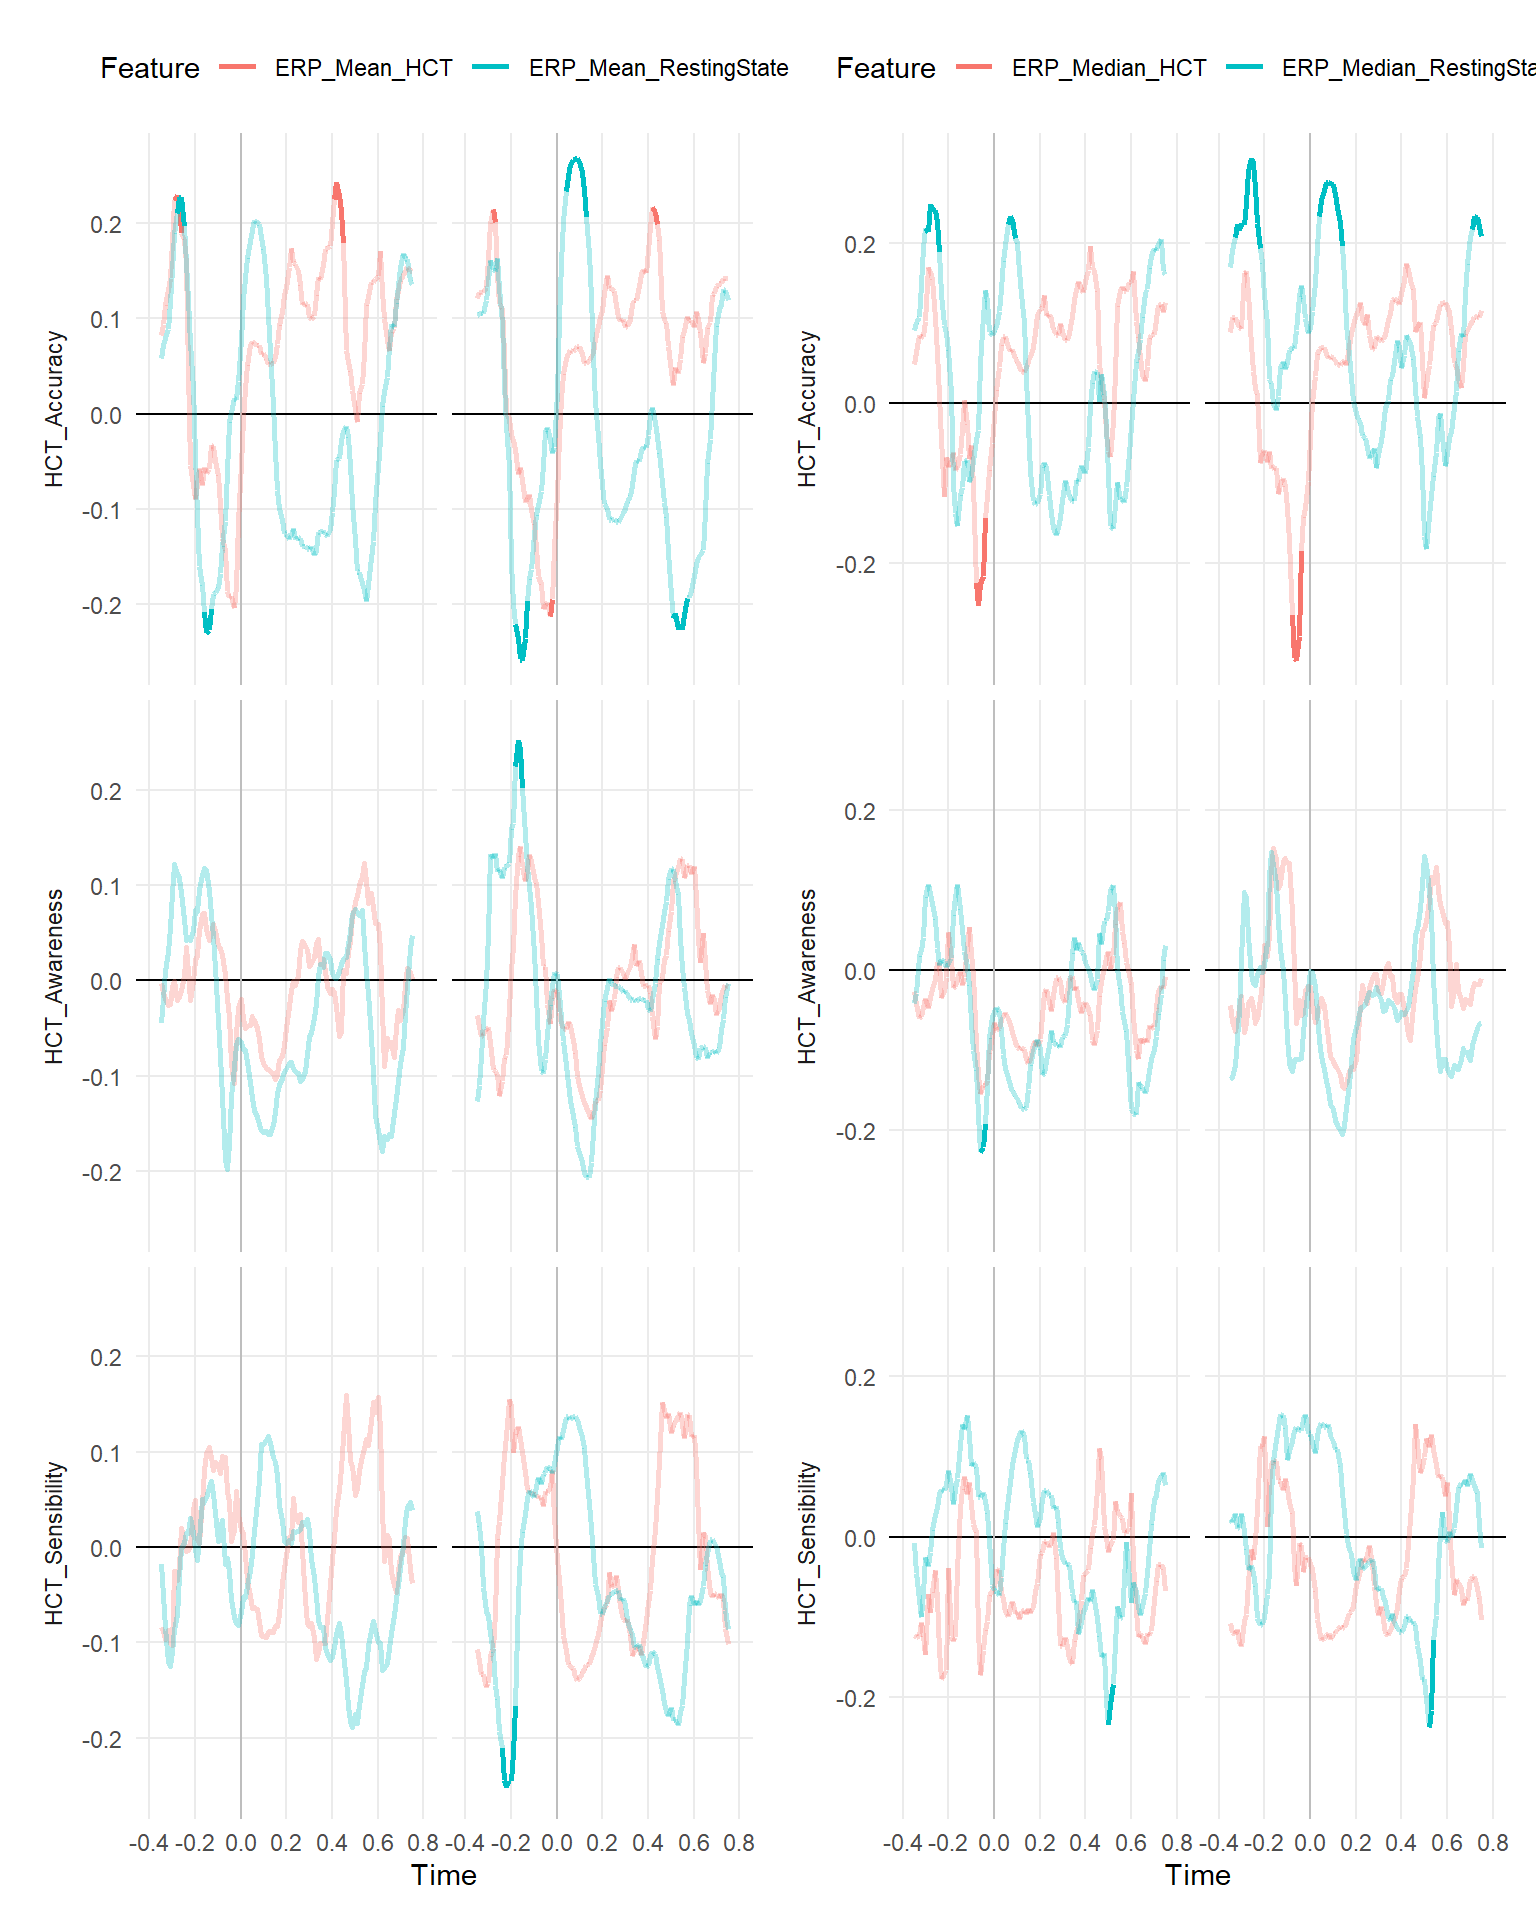 Feature ERP_Mean_HCT ERP_Mean_RestingState
Feature ERP_Median_HCT ERP_Median_RestingSta
HCT_Accuracy
0.2
0.1
0.0
-0.1
-0.2
HCT_Accuracy
0.2
0.0
-0.2
HCT_Awareness
0.2
0.1
0.0
-0.1
-0.2
HCT_Awareness
0.2
0.0
-0.2
HCT_Sensibility
0.2
0.1
0.0
-0.1
-0.2
HCT_Sensibility
0.2
0.0
-0.2
-0.4 -0.2 0.0 0.2 0.4 0.6 0.8 -0.4 -0.2 0.0 0.2 0.4 0.6 0.8
Time
-0.4 -0.2 0.0 0.2 0.4 0.6 0.8 -0.4 -0.2 0.0 0.2 0.4 0.6 0.8
Time